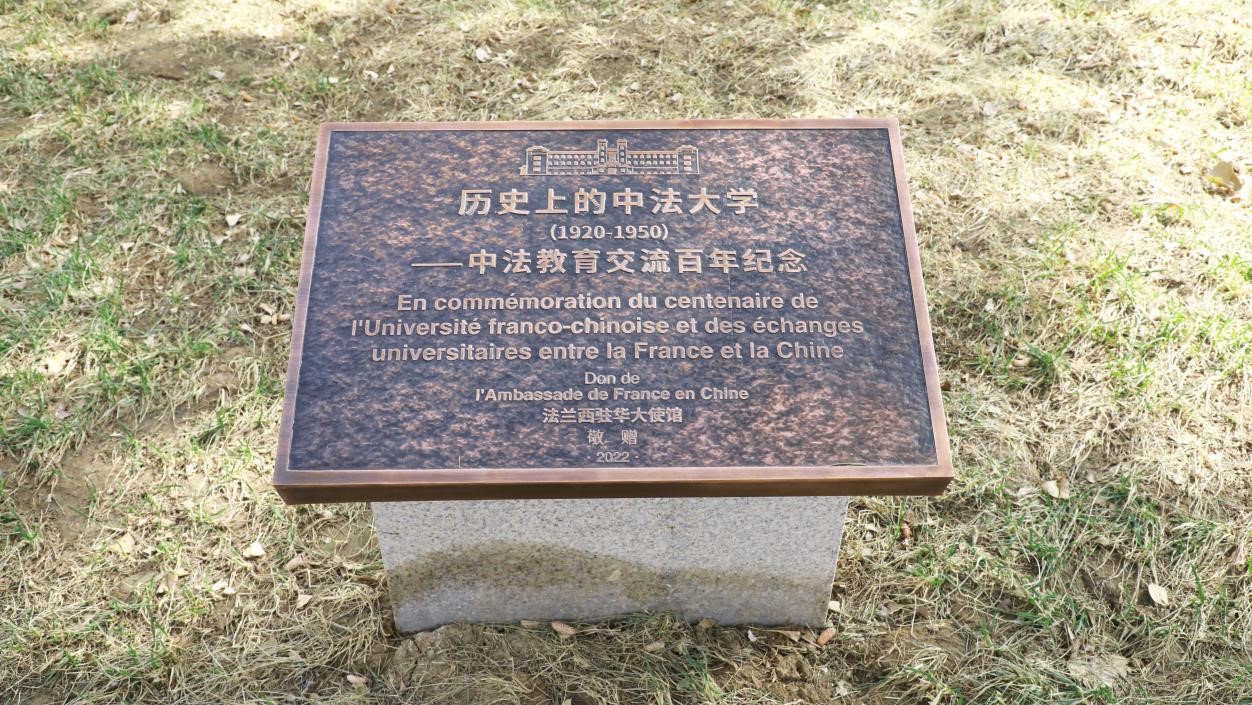 历史上的中法大学
(1920-1950)
——中法教育交流百年纪念
En commémoration du centenaire de
l'Université franco-chinoise et des échanges
universitaires entre la France et la Chine
Don de
l'Ambassade de France en Chine
法兰西驻华大使馆
敬 赠
· 2022 ·